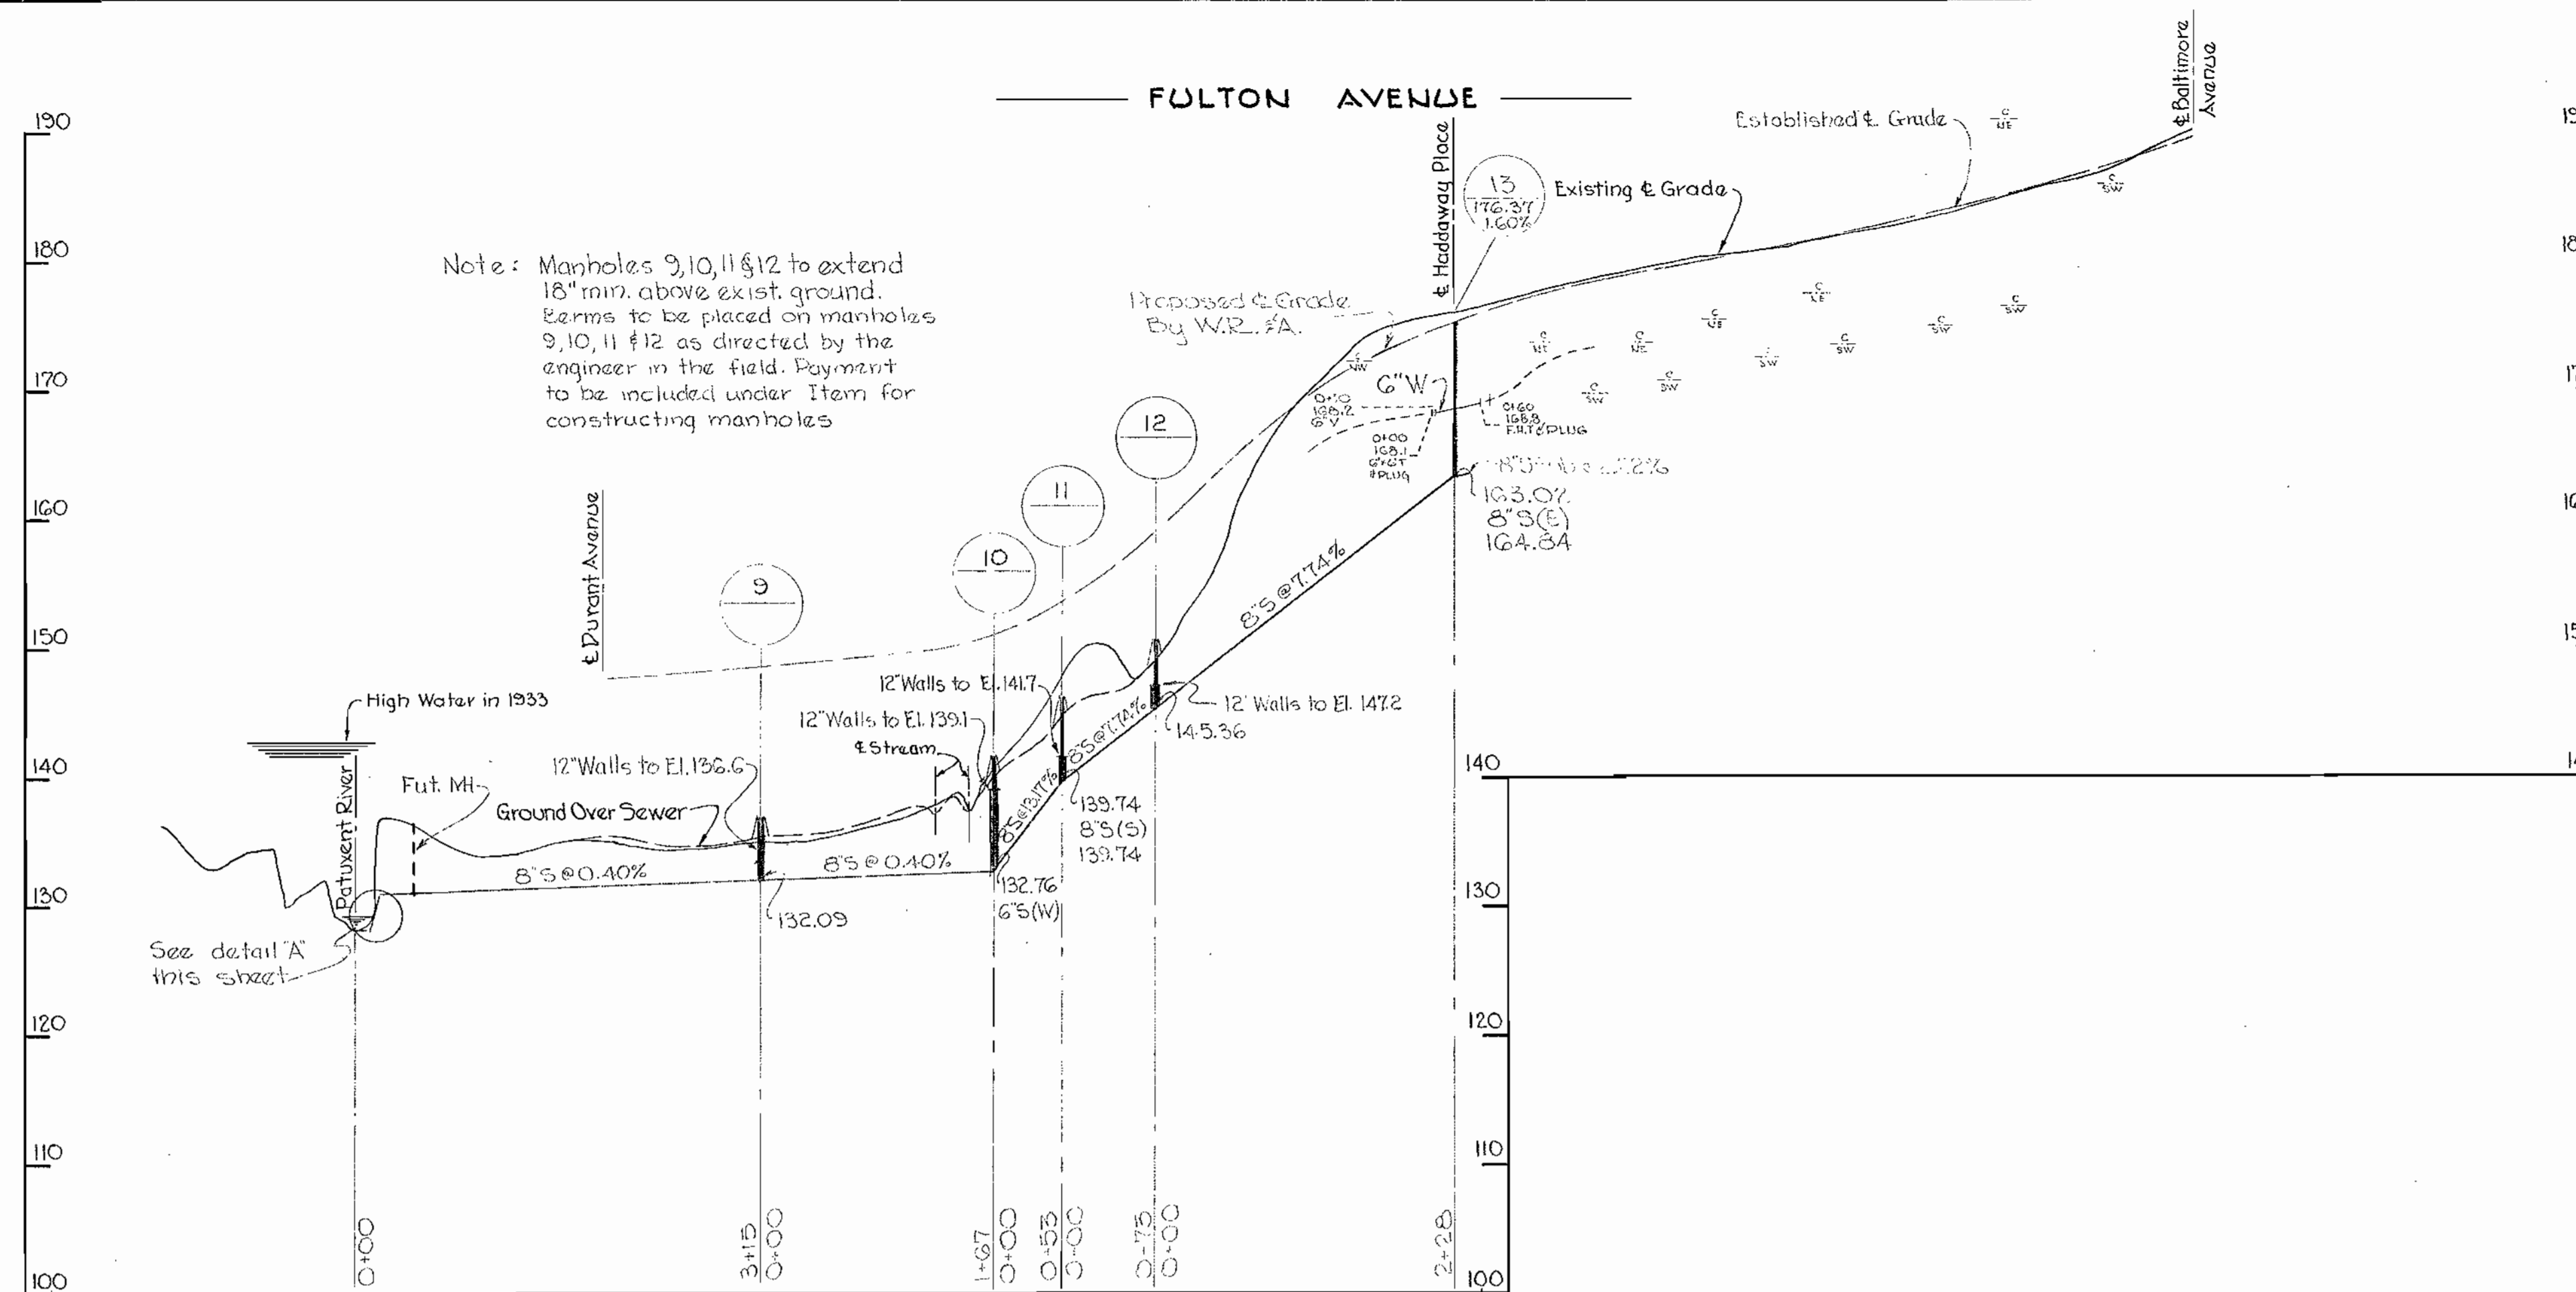 FULTON AVENUE
℄ Baltimore
Avenue
Established ℄ Grade
Existing ℄ Grade
℄ Haddaway Place
13
176.37
1.60%
Note: Manholes 9,10,11 & 12 to extend
18" min. above exist. ground.
Berms to be placed on manholes
9,10,11 & 12 as directed by the
engineer in the field. Payment
to be included under Item for
constructing manholes
Proposed ℄ Grade
By W.R. & A.
6"W
168.2
0+00
168.1
& PLUG
0+60
168.8
12
11
10
9
℄ Durant Avenue
8"S(E)
164.84
8"S @ 7.74%
High Water in 1933
Patuxent River
Fut. MH
Ground Over Sewer
12" Walls to El. 136.6
12" Walls to El. 139.1
12" Walls to El. 141.7
12" Walls to El. 147.2
℄ Stream
8"S @ 0.40%
8"S @ 0.40%
8"S @ 13.17%
8"S @ 7.74%
145.36
139.74
8"S(S)
139.74
132.76
6"S(W)
132.09
See detail "A"
this sheet
190
180
170
160
150
140
130
120
110
100
140
130
120
110
100
0+00
3+15
0+00
1+67
0+00
0+53
0+00
0+75
0+00
2+28